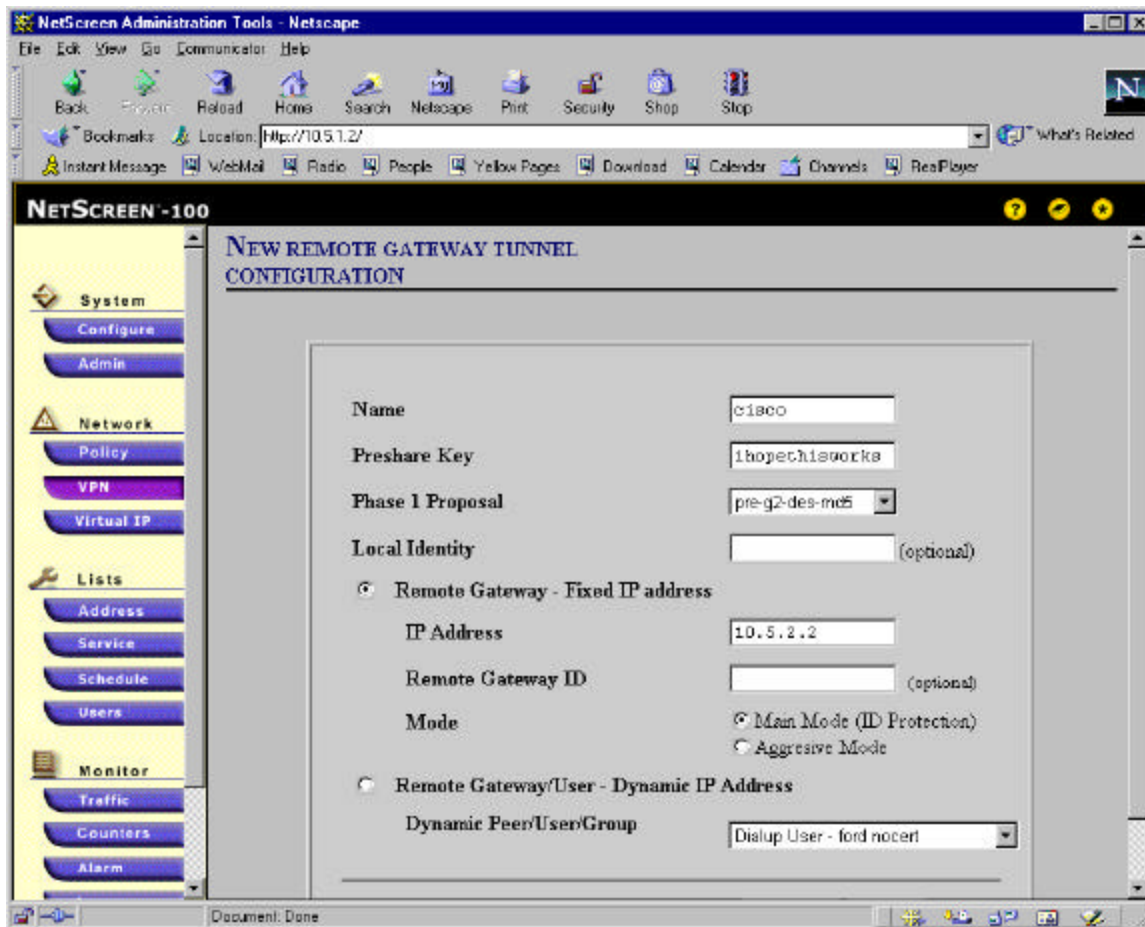 NetScreen Administration Tools - Netscape
File Edit View Go Communicator Help
Back Forward Reload Home Search Netscape Print Security Shop Stop
N
Bookmarks Location: http://10.5.1.2/ What's Related
Instant Message WebMail Radio People Yellow Pages Download Calendar Channels RealPlayer
NETSCREEN-100
NEW REMOTE GATEWAY TUNNEL
CONFIGURATION
System
Configure
Admin
Network
Policy
VPN
Virtual IP
Lists
Address
Service
Schedule
Users
Monitor
Traffic
Counters
Alarm
Name cisco
Preshare Key ihopethisworks
Phase 1 Proposal pre-g2-des-md5
Local Identity (optional)
Remote Gateway - Fixed IP address
IP Address 10.5.2.2
Remote Gateway ID (optional)
Mode Main Mode (ID Protection)
Aggresive Mode
Remote Gateway/User - Dynamic IP Address
Dynamic Peer/User/Group Dialup User - ford nocert
Document: Done